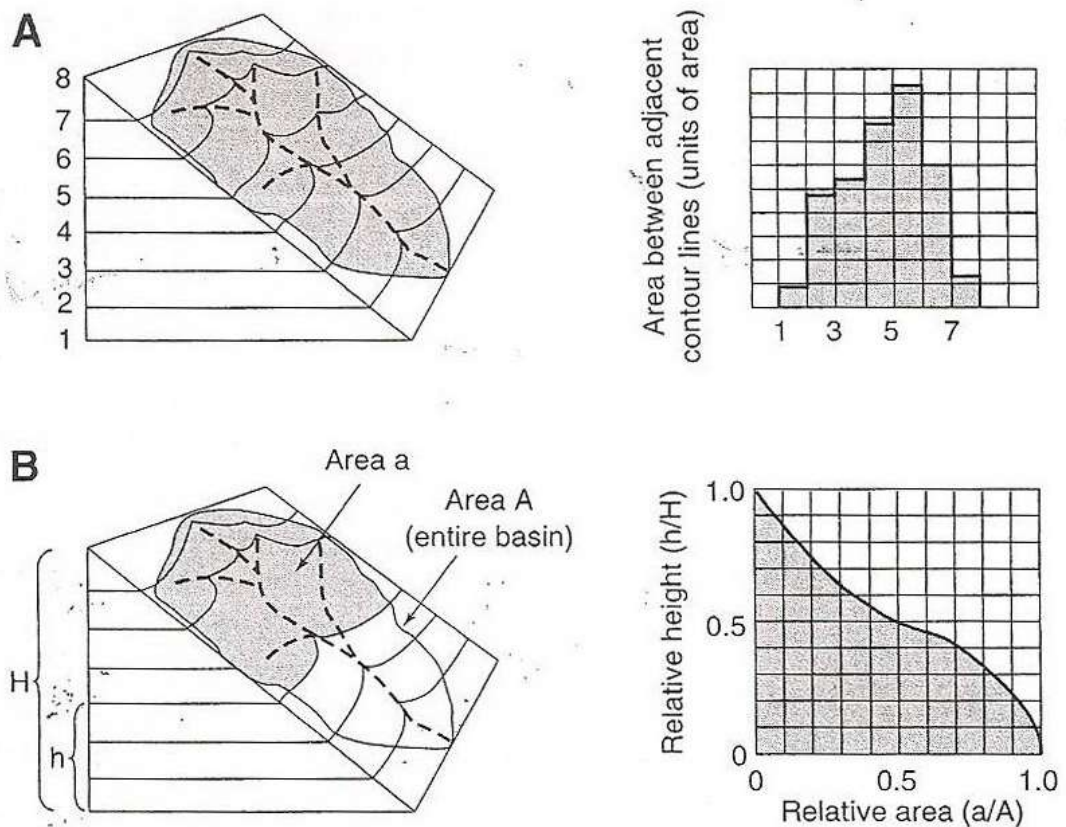 A
8
7
6
5
4
3
2
1
Area between adjacent
contour lines (units of area)
1 3 5 7
B
Area a
Area A
(entire basin)
H
h
Relative height (h/H)
1.0
0.5
0
0 0.5 1.0
Relative area (a/A)